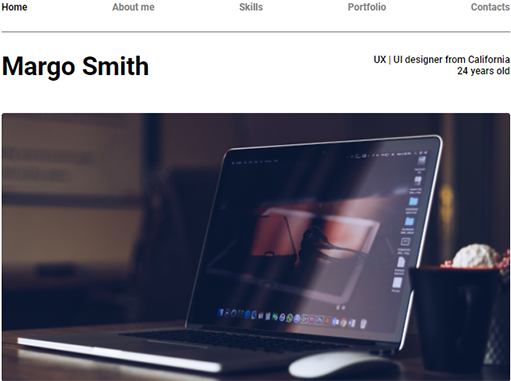 Home About me Skills Portfolio Contacts
Margo Smith
UX | UI designer from California
24 years old